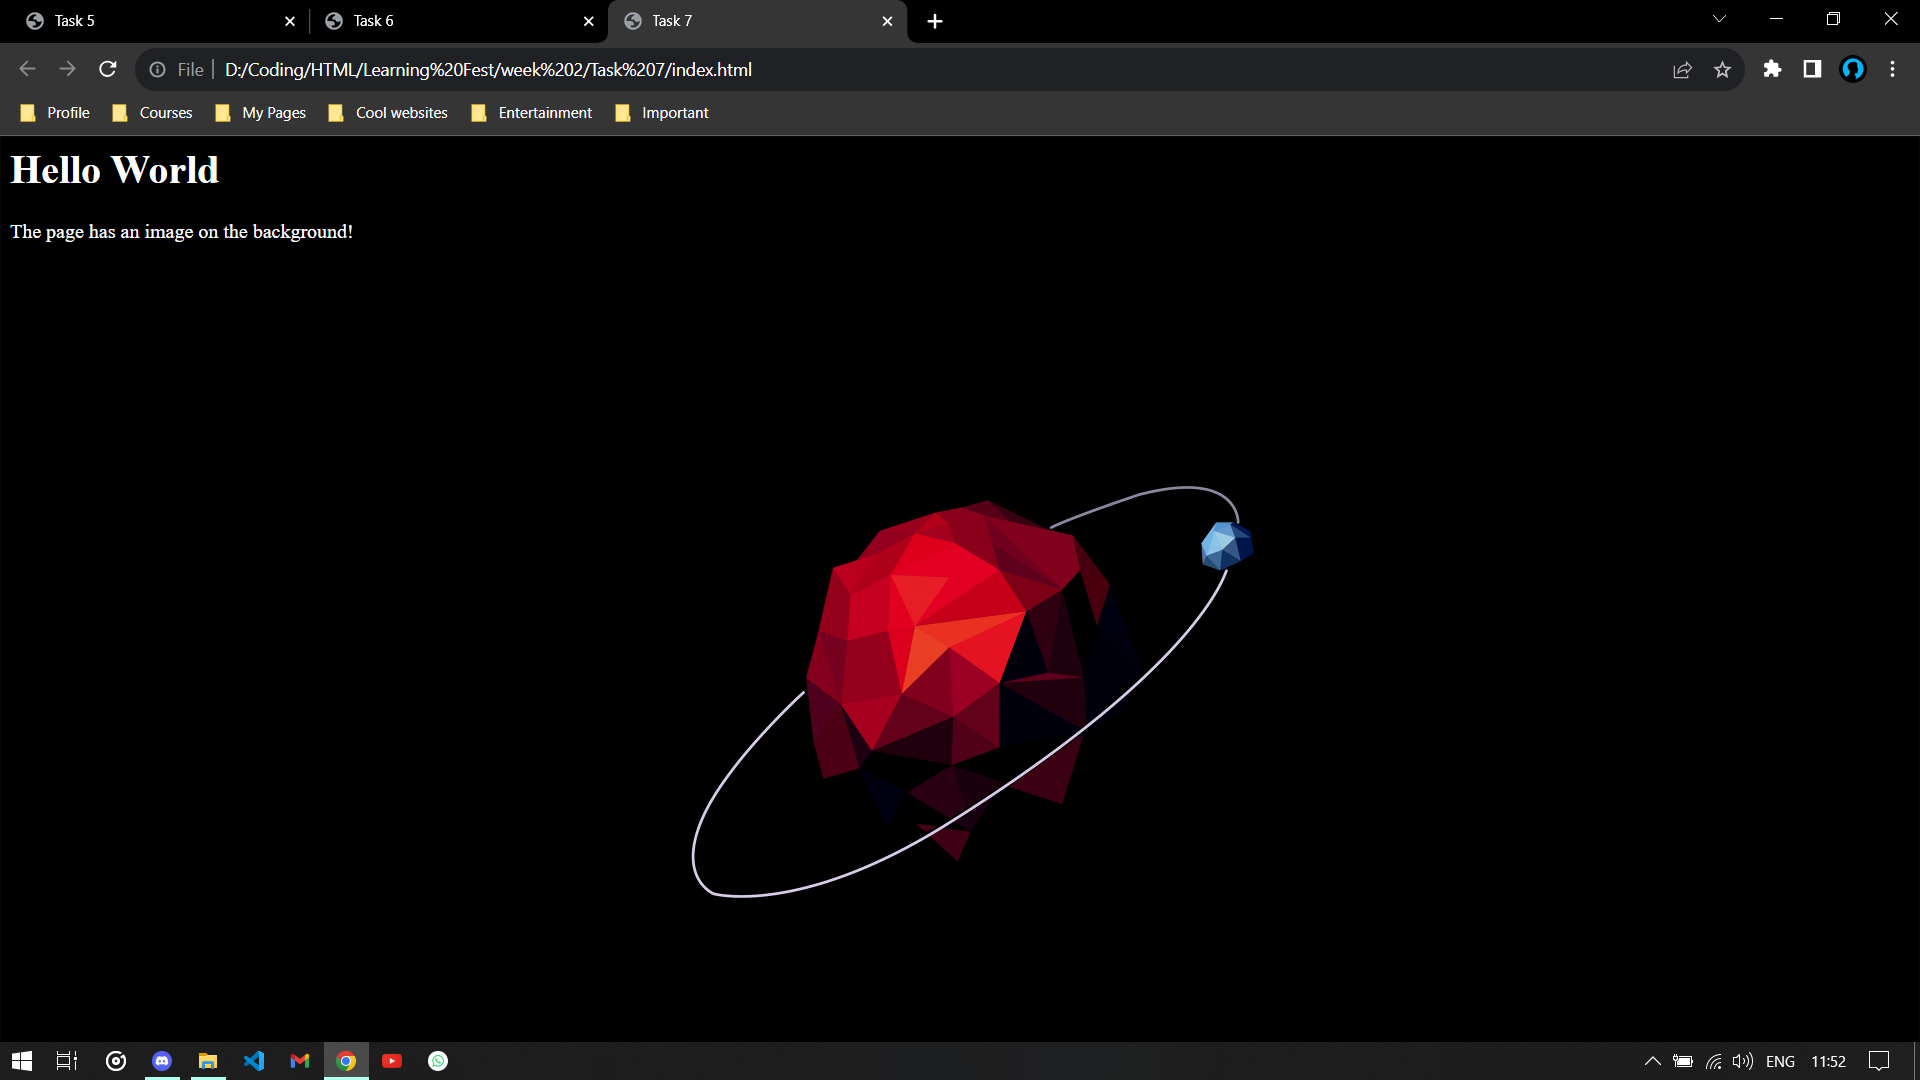 Task 5
Task 6
Task 7
File
D:/Coding/HTML/Learning%20Fest/week%202/Task%207/index.html
Profile
Courses
My Pages
Cool websites
Entertainment
Important
Hello World
The page has an image on the background!
ENG
11:52